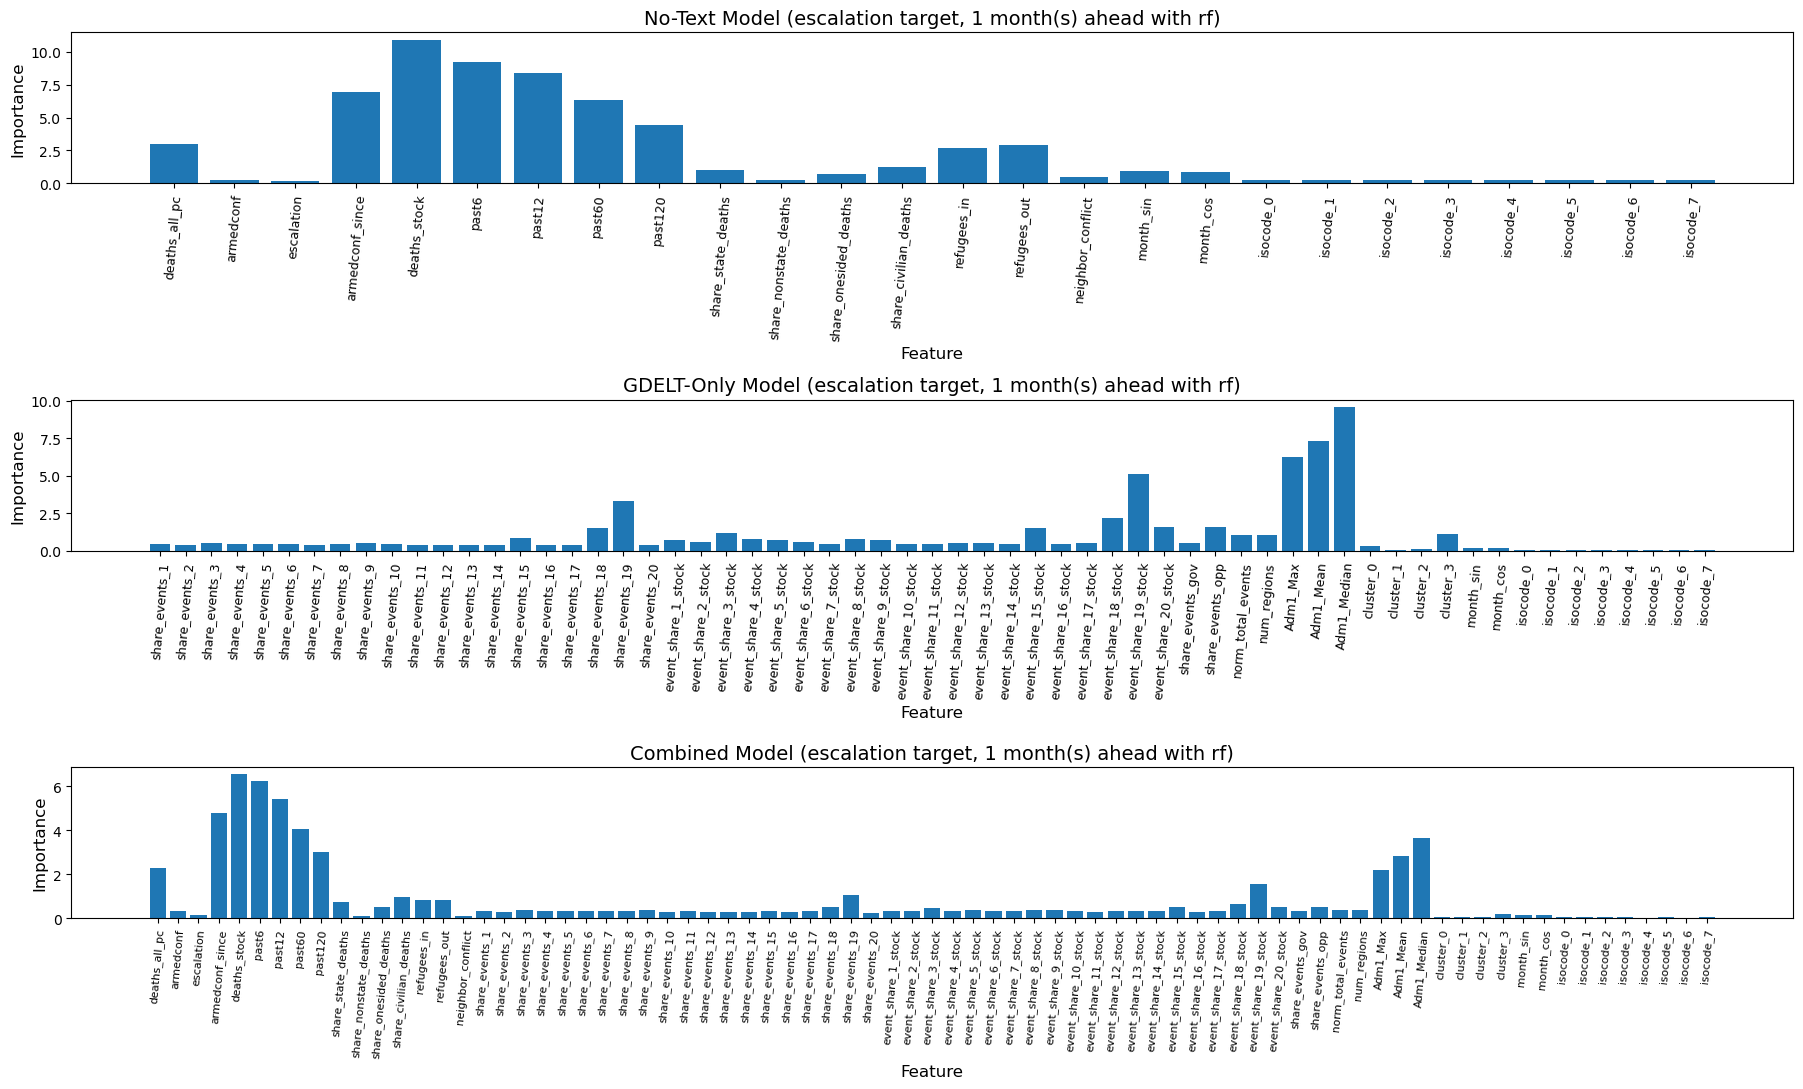 No-Text Model (escalation target, 1 month(s) ahead with rf)
Importance
10.0
7.5
5.0
2.5
0.0
deaths_all_pc
armedconf
escalation
armedconf_since
deaths_stock
past6
past12
past60
past120
share_state_deaths
share_nonstate_deaths
share_onesided_deaths
share_civilian_deaths
refugees_in
refugees_out
neighbor_conflict
month_sin
month_cos
isocode_0
isocode_1
isocode_2
isocode_3
isocode_4
isocode_5
isocode_6
isocode_7
Feature
GDELT-Only Model (escalation target, 1 month(s) ahead with rf)
Importance
10.0
7.5
5.0
2.5
0.0
share_events_1
share_events_2
share_events_3
share_events_4
share_events_5
share_events_6
share_events_7
share_events_8
share_events_9
share_events_10
share_events_11
share_events_12
share_events_13
share_events_14
share_events_15
share_events_16
share_events_17
share_events_18
share_events_19
share_events_20
event_share_1_stock
event_share_2_stock
event_share_3_stock
event_share_4_stock
event_share_5_stock
event_share_6_stock
event_share_7_stock
event_share_8_stock
event_share_9_stock
event_share_10_stock
event_share_11_stock
event_share_12_stock
event_share_13_stock
event_share_14_stock
event_share_15_stock
event_share_16_stock
event_share_17_stock
event_share_18_stock
event_share_19_stock
event_share_20_stock
share_events_gov
share_events_opp
norm_total_events
num_regions
Adm1_Max
Adm1_Mean
Adm1_Median
cluster_0
cluster_1
cluster_2
cluster_3
month_sin
month_cos
isocode_0
isocode_1
isocode_2
isocode_3
isocode_4
isocode_5
isocode_6
isocode_7
Feature
Combined Model (escalation target, 1 month(s) ahead with rf)
Importance
6
4
2
0
deaths_all_pc
armedconf
escalation
armedconf_since
deaths_stock
past6
past12
past60
past120
share_state_deaths
share_nonstate_deaths
share_onesided_deaths
share_civilian_deaths
refugees_in
refugees_out
neighbor_conflict
share_events_1
share_events_2
share_events_3
share_events_4
share_events_5
share_events_6
share_events_7
share_events_8
share_events_9
share_events_10
share_events_11
share_events_12
share_events_13
share_events_14
share_events_15
share_events_16
share_events_17
share_events_18
share_events_19
share_events_20
event_share_1_stock
event_share_2_stock
event_share_3_stock
event_share_4_stock
event_share_5_stock
event_share_6_stock
event_share_7_stock
event_share_8_stock
event_share_9_stock
event_share_10_stock
event_share_11_stock
event_share_12_stock
event_share_13_stock
event_share_14_stock
event_share_15_stock
event_share_16_stock
event_share_17_stock
event_share_18_stock
event_share_19_stock
event_share_20_stock
share_events_gov
share_events_opp
norm_total_events
num_regions
Adm1_Max
Adm1_Mean
Adm1_Median
cluster_0
cluster_1
cluster_2
cluster_3
month_sin
month_cos
isocode_0
isocode_1
isocode_2
isocode_3
isocode_4
isocode_5
isocode_6
isocode_7
Feature